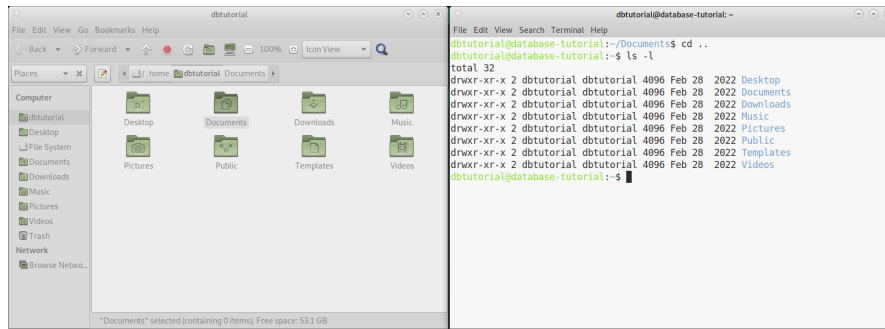 dbtutorial
File Edit View Go Bookmarks Help
Back Forward 100% Icon View
Places / home dbtutorial Documents
Computer
dbtutorial
Desktop
File System
Documents
Downloads
Music
Pictures
Videos
Trash
Network
Browse Netwo...
Desktop Documents Downloads Music
Pictures Public Templates Videos
"Documents" selected (containing 0 items), Free space: 53.1 GB
dbtutorial@database-tutorial: ~
File Edit View Search Terminal Help
dbtutorial@database-tutorial:~/Documents$ cd ..
dbtutorial@database-tutorial:~$ ls -l
total 32
drwxr-xr-x 2 dbtutorial dbtutorial 4096 Feb 28  2022 Desktop
drwxr-xr-x 2 dbtutorial dbtutorial 4096 Feb 28  2022 Documents
drwxr-xr-x 2 dbtutorial dbtutorial 4096 Feb 28  2022 Downloads
drwxr-xr-x 2 dbtutorial dbtutorial 4096 Feb 28  2022 Music
drwxr-xr-x 2 dbtutorial dbtutorial 4096 Feb 28  2022 Pictures
drwxr-xr-x 2 dbtutorial dbtutorial 4096 Feb 28  2022 Public
drwxr-xr-x 2 dbtutorial dbtutorial 4096 Feb 28  2022 Templates
drwxr-xr-x 2 dbtutorial dbtutorial 4096 Feb 28  2022 Videos
dbtutorial@database-tutorial:~$